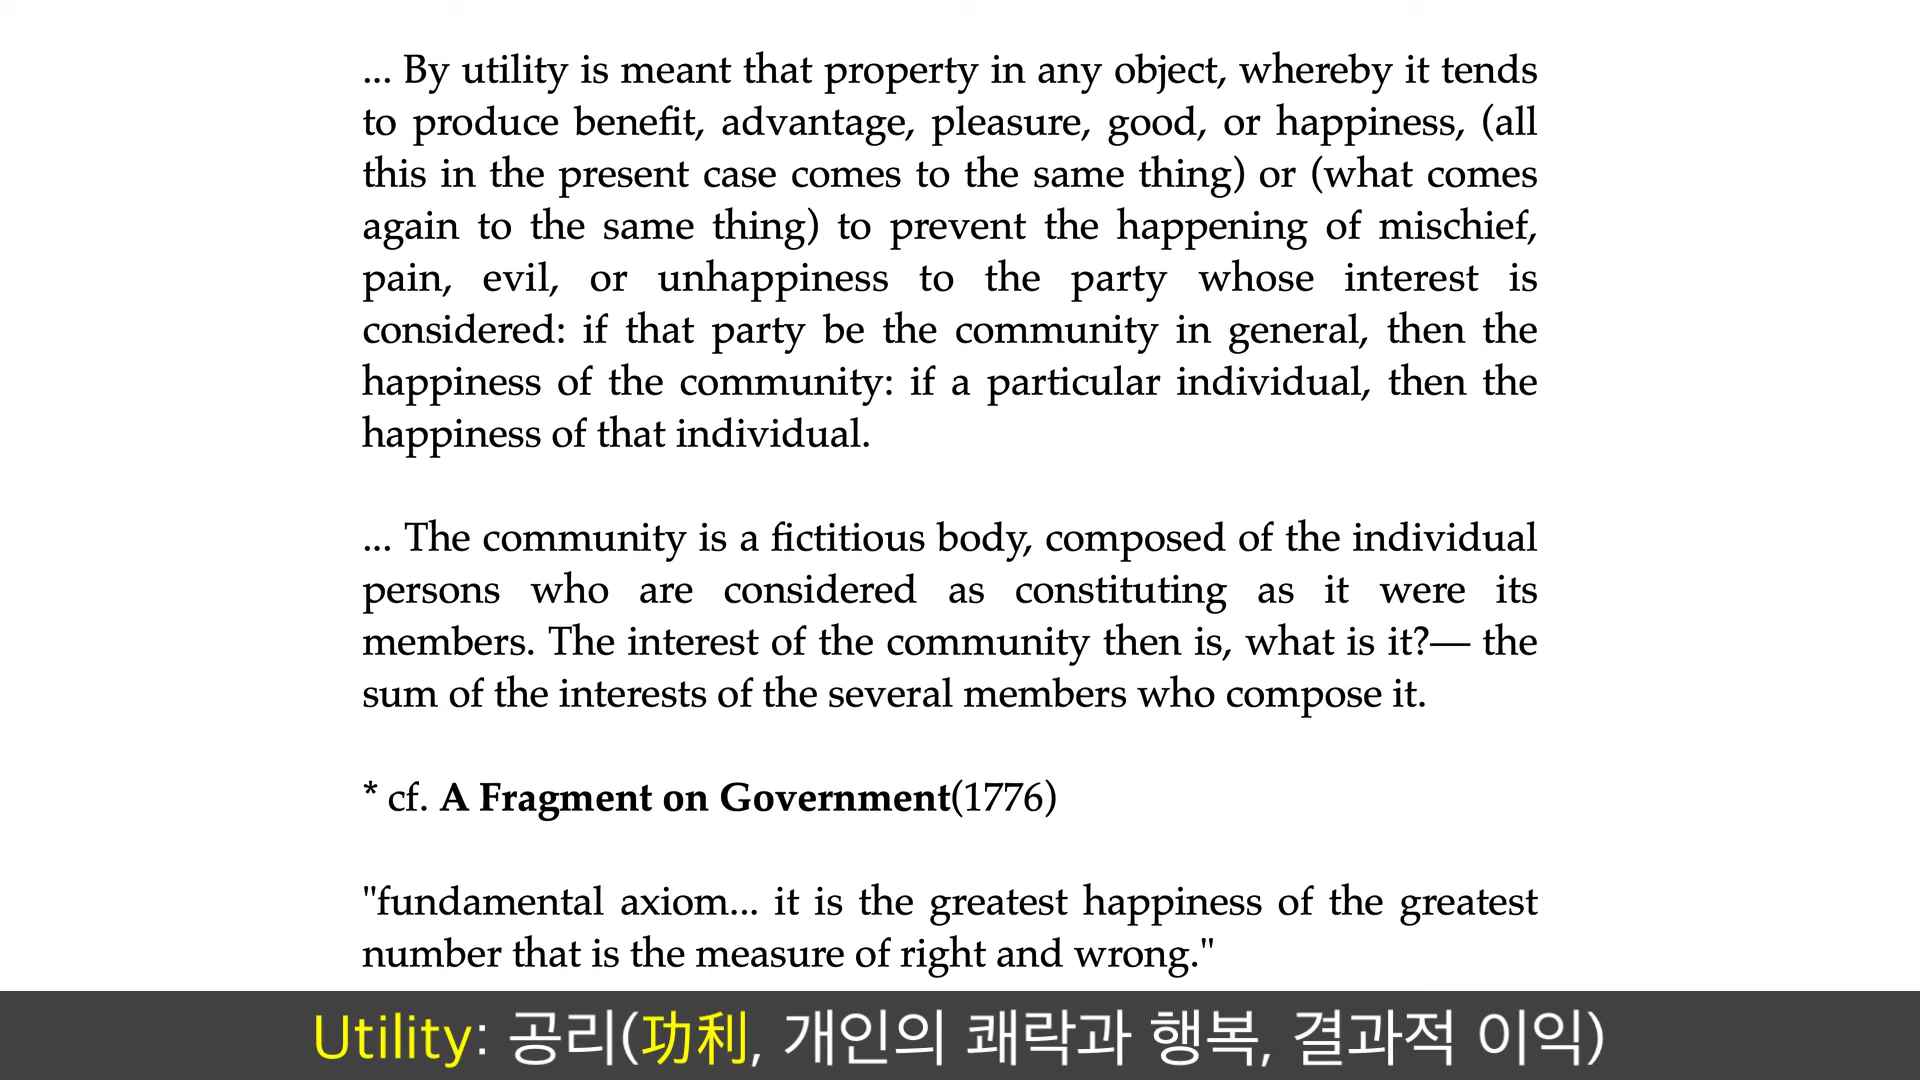 ... By utility is meant that property in any object, whereby it tends
to produce benefit, advantage, pleasure, good, or happiness, (all
this in the present case comes to the same thing) or (what comes
again to the same thing) to prevent the happening of mischief,
pain, evil, or unhappiness to the party whose interest is
considered: if that party be the community in general, then the
happiness of the community: if a particular individual, then the
happiness of that individual.
... The community is a fictitious body, composed of the individual
persons who are considered as constituting as it were its
members. The interest of the community then is, what is it?— the
sum of the interests of the several members who compose it.
* cf. A Fragment on Government(1776)
"fundamental axiom... it is the greatest happiness of the greatest
number that is the measure of right and wrong."
Utility: 공리(功利, 개인의 쾌락과 행복, 결과적 이익)